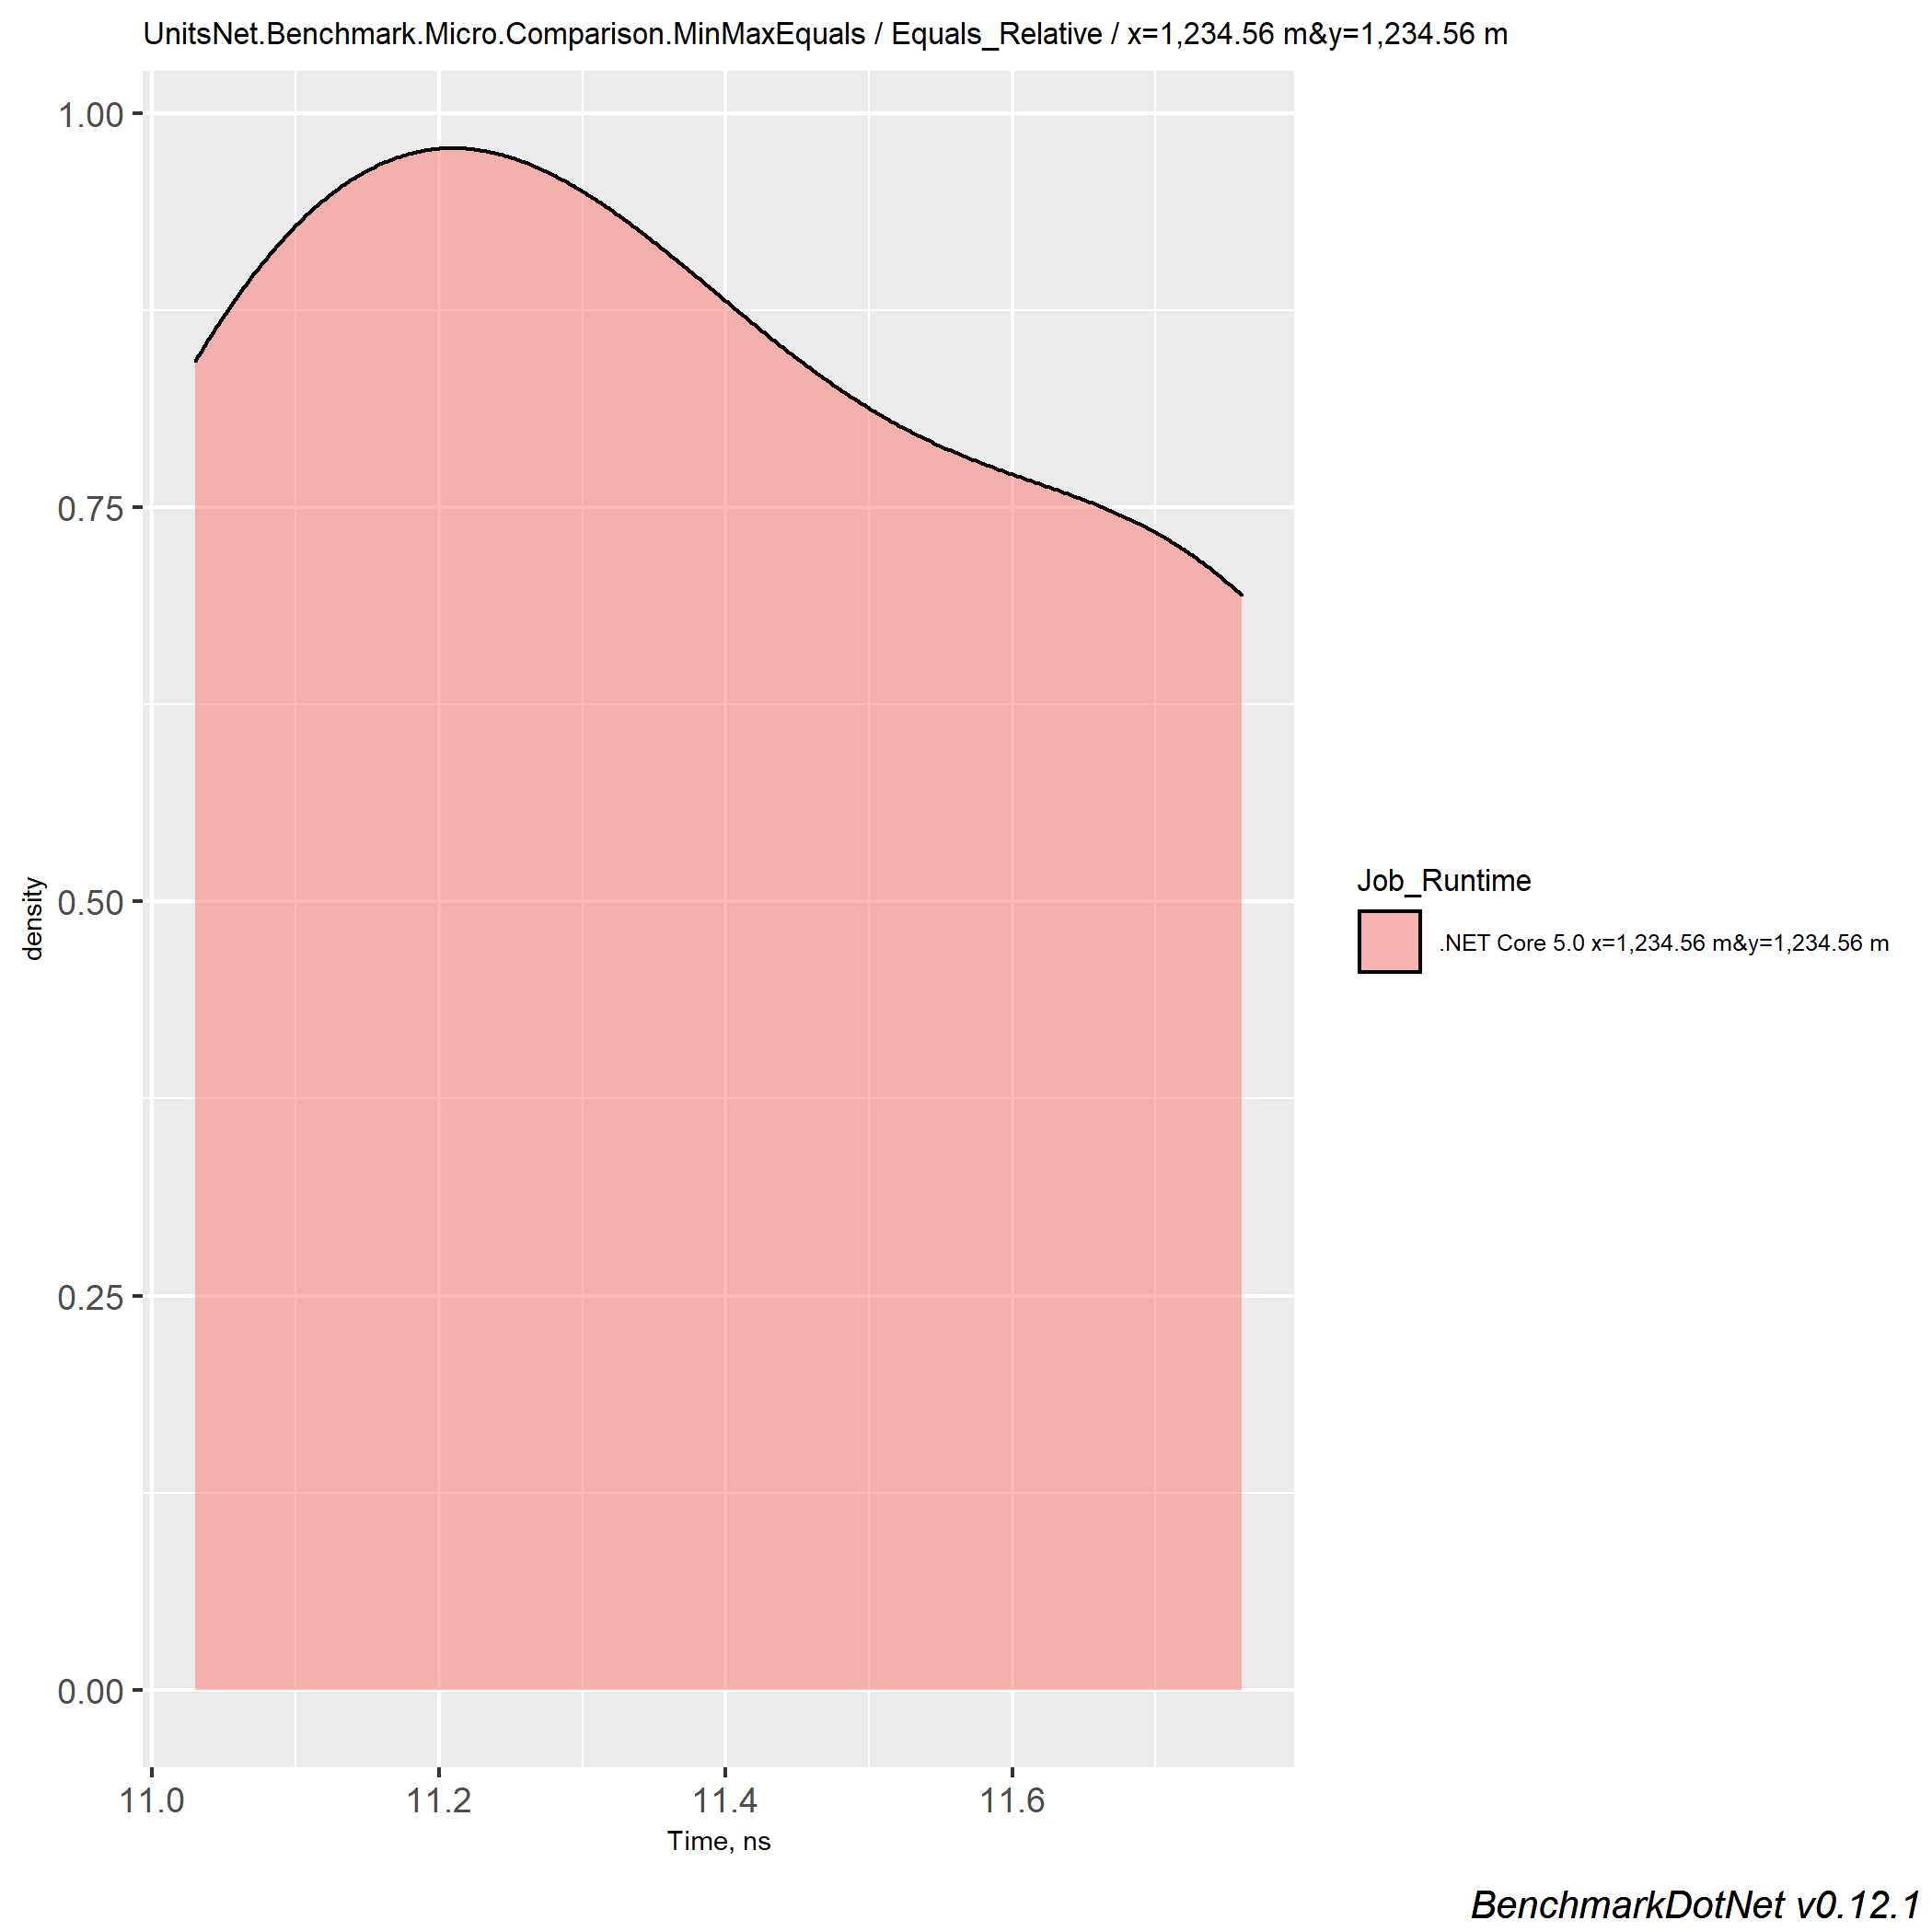 UnitsNet.Benchmark.Micro.Comparison.MinMaxEquals / Equals_Relative / x=1,234.56 m&y=1,234.56 m
1.00
0.75
0.50
0.25
0.00
density
11.0 11.2 11.4 11.6
Time, ns
Job_Runtime
.NET Core 5.0 x=1,234.56 m&y=1,234.56 m
BenchmarkDotNet v0.12.1